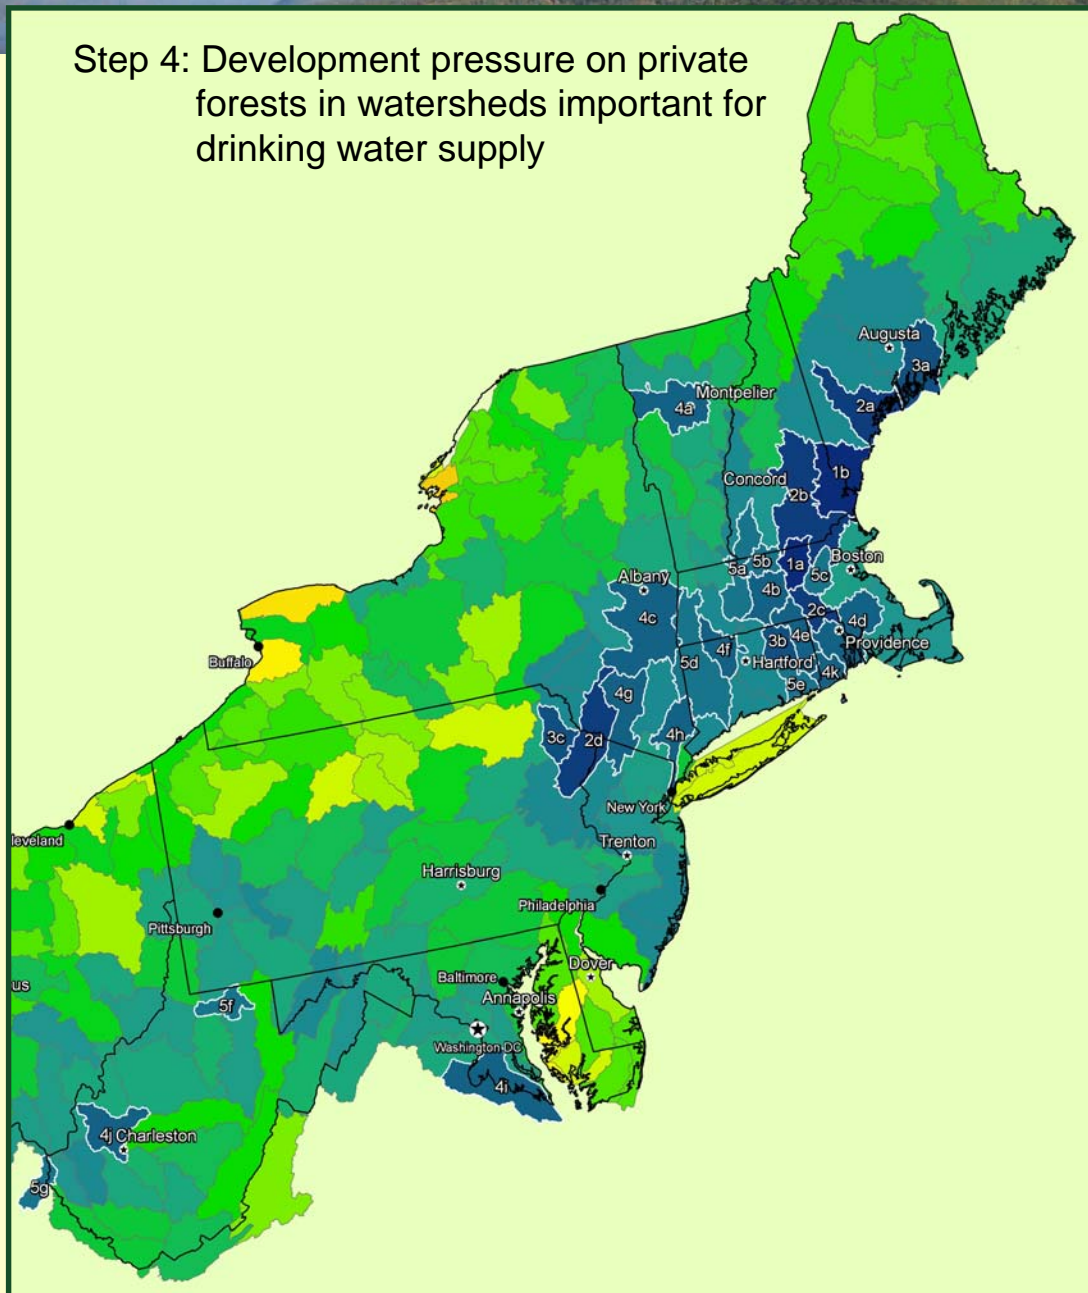 Step 4: Development pressure on private
forests in watersheds important for
drinking water supply
Augusta
3a
Montpelier
4a
2a
Concord
1b
2b
Boston
5b
5a
1a
5c
Albany
4b
4c
2c
4d
Providence
4f
3b
4e
Buffalo
5d
Hartford
4k
5e
4g
3c
2d
4h
New York
Cleveland
Trenton
Harrisburg
Philadelphia
Pittsburgh
Dover
Baltimore
us
Annapolis
5f
Washington DC
4i
4j
Charleston
5g